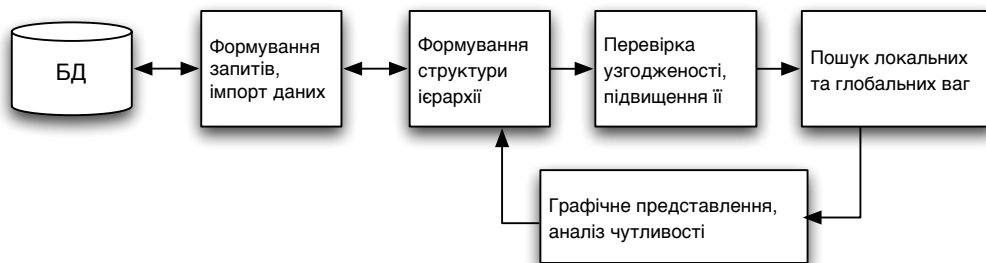 БД
Формування
запитів,
імпорт даних
Формування
структури
ієрархії
Перевірка
узгодженості,
підвищення її
Пошук локальних
та глобальних ваг
Графічне представлення,
аналіз чутливості